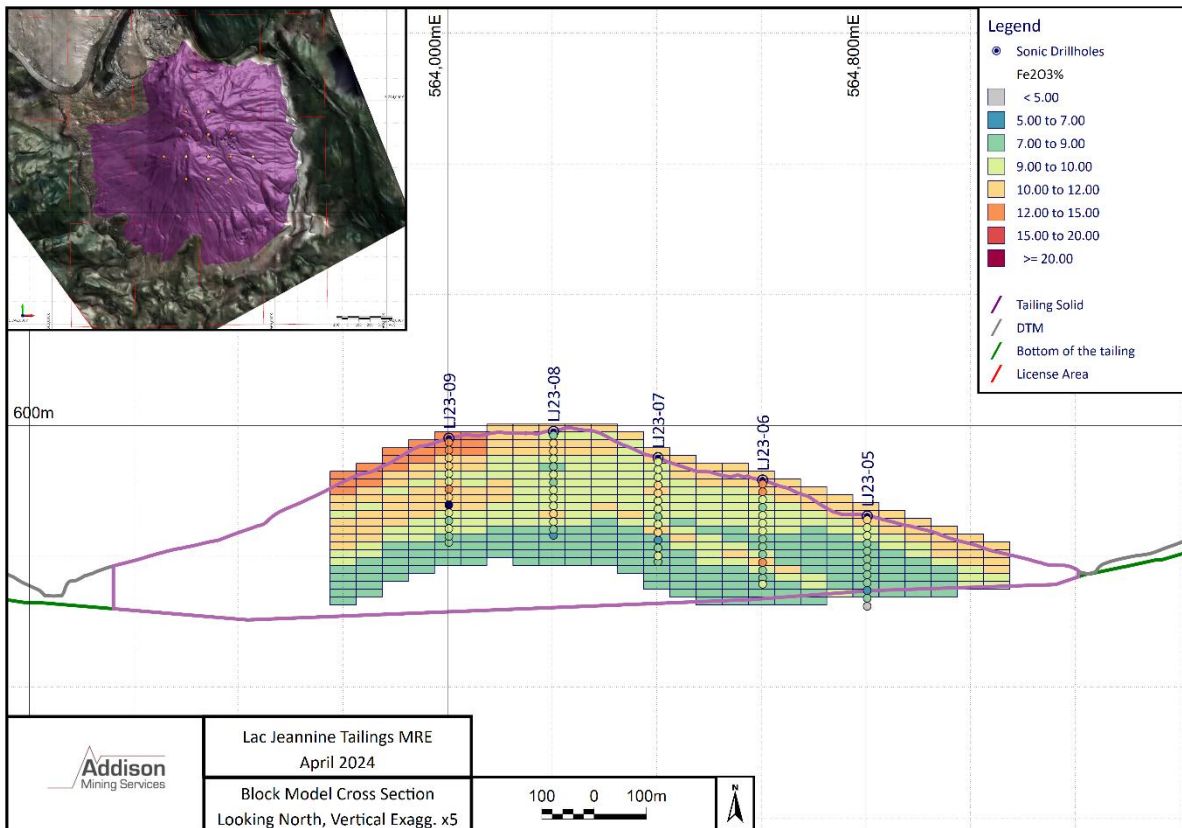 564,000mE
564,800mE
Legend
Sonic Drillholes
Fe2O3%
< 5.00
5.00 to 7.00
7.00 to 9.00
9.00 to 10.00
10.00 to 12.00
12.00 to 15.00
15.00 to 20.00
>= 20.00
Tailing Solid
DTM
Bottom of the tailing
License Area
600m
LJ23-09
LJ23-08
LJ23-07
LJ23-06
LJ23-05
Addison
Mining Services
Lac Jeannine Tailings MRE
April 2024
Block Model Cross Section
Looking North, Vertical Exagg. x5
100 0 100m
N